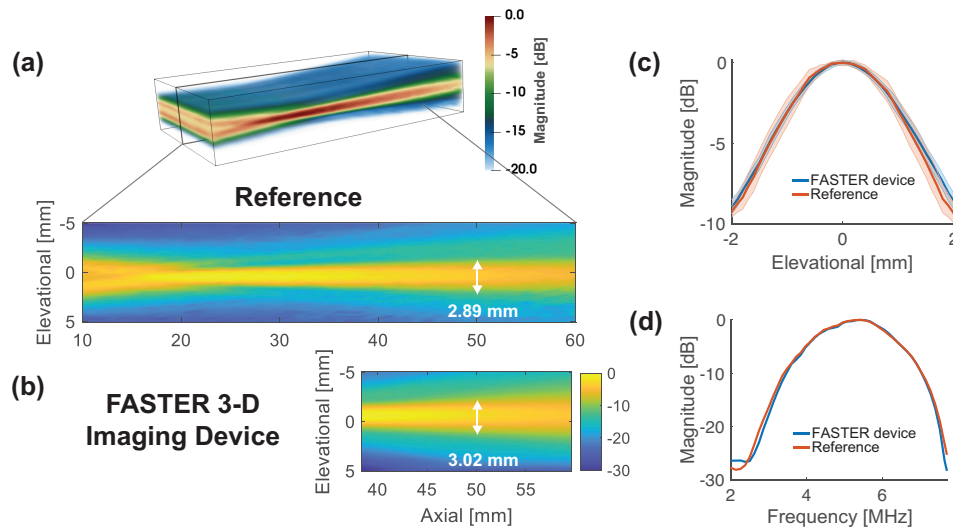 (a)
0.0
-5
-10
-15
-20.0
Magnitude [dB]
Reference
-5
0
5
Elevational [mm]
2.89 mm
10 20 30 40 50 60
(b)
FASTER 3-D
Imaging Device
-5
0
5
Elevational [mm]
3.02 mm
40 45 50 55
Axial [mm]
0
-10
-20
-30
(c)
0
-5
-10
Magnitude [dB]
FASTER device
Reference
-2 0 2
Elevational [mm]
(d)
0
-10
-20
-30
Magnitude [dB]
FASTER device
Reference
2 4 6
Frequency [MHz]